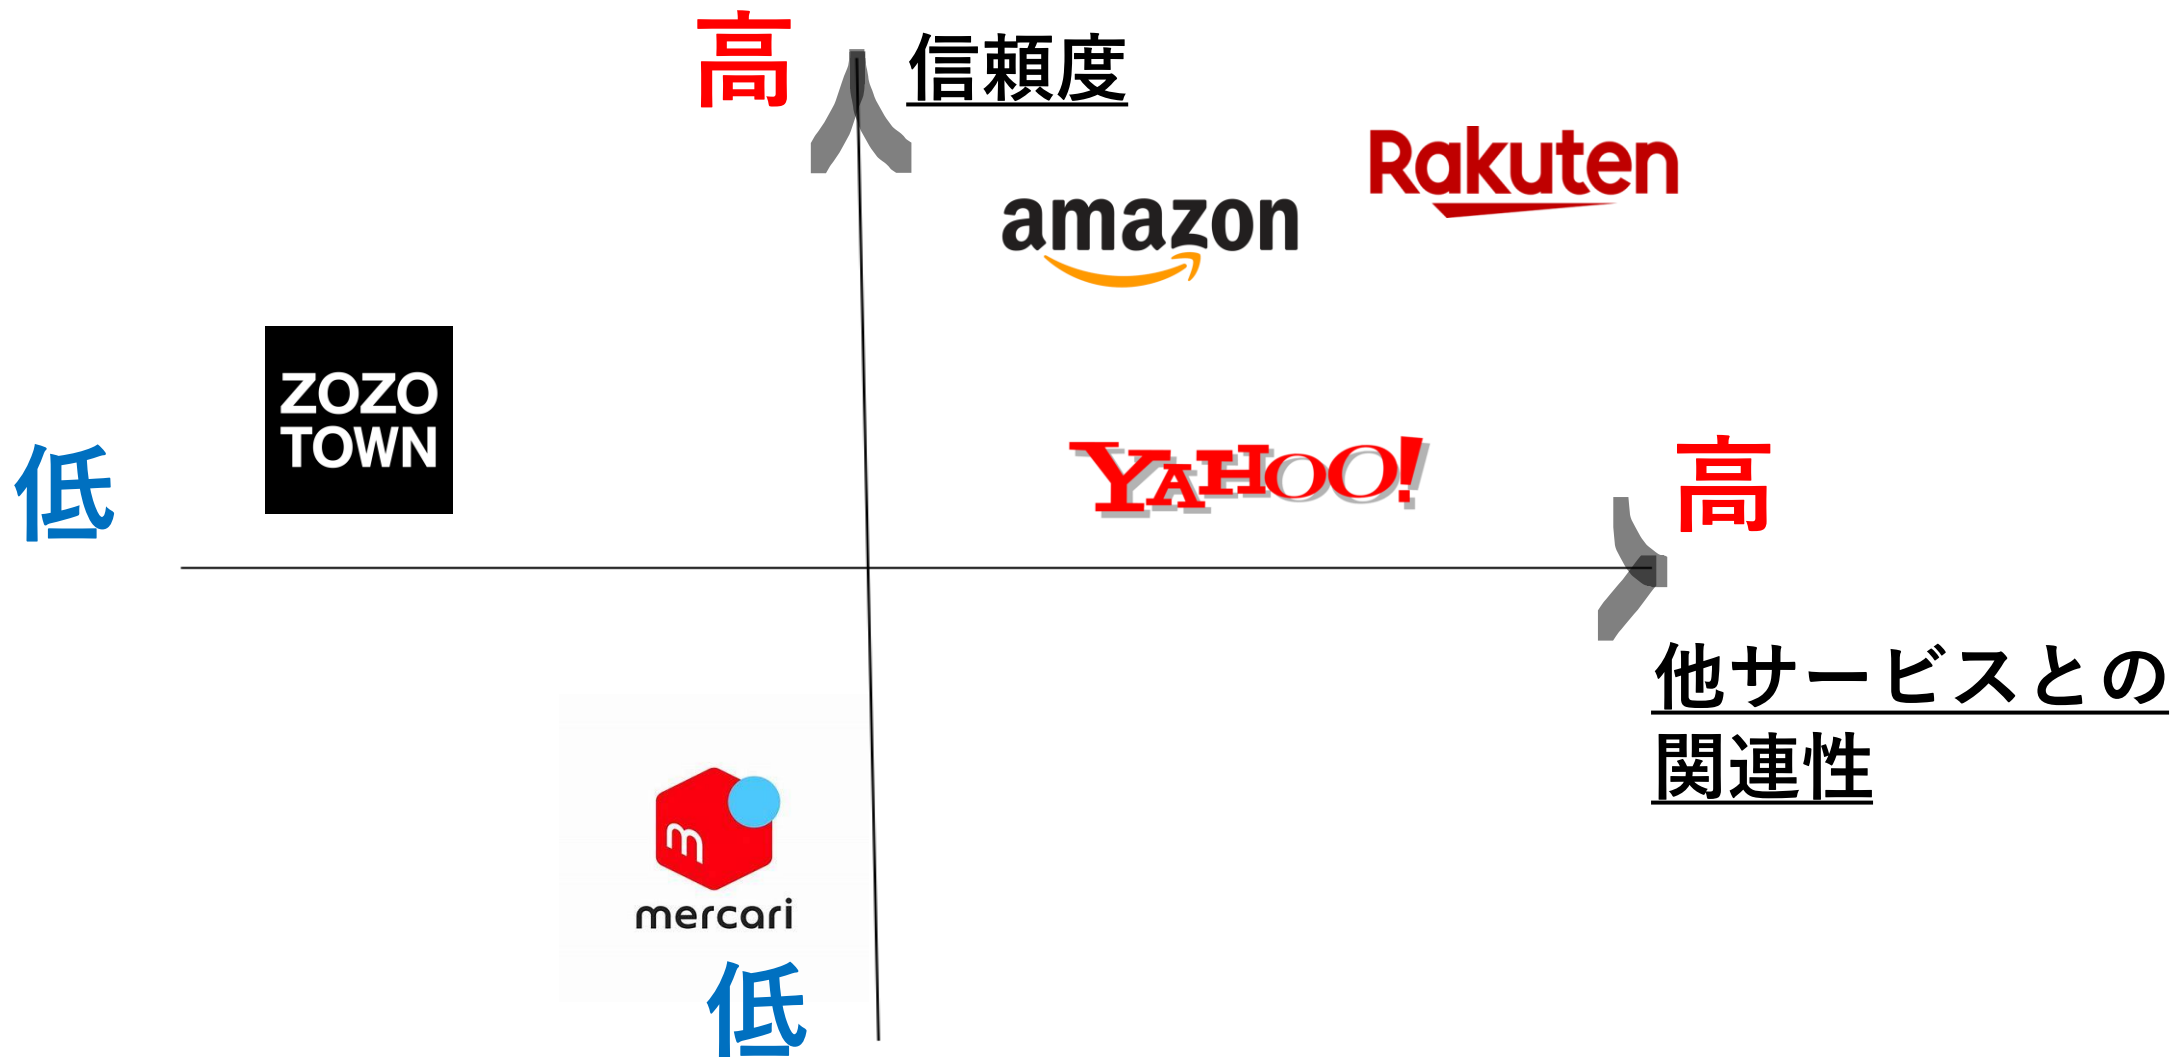 高
信頼度
Rakuten
amazon
ZOZO
TOWN
YAHOO!
低
高
他サービスとの
関連性
m
mercari
低